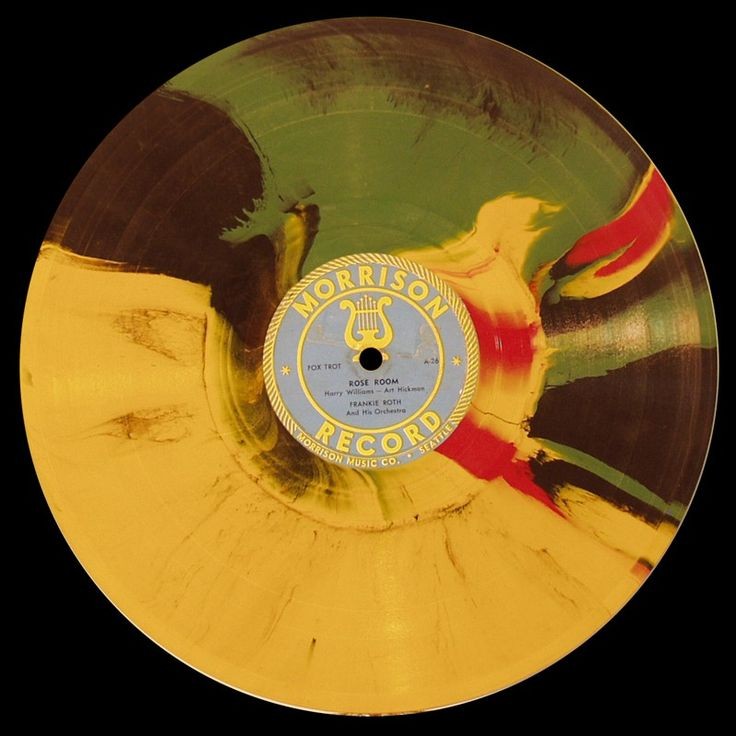 MORRISON
FOX TROT
A-26
ROSE ROOM
Harry Williams — Art Hickman
FRANKIE ROTH
And His Orchestra
RECORD
MORRISON MUSIC CO. • SEATTLE